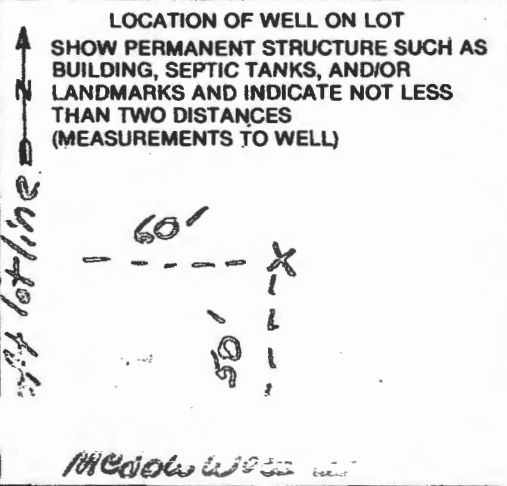 LOCATION OF WELL ON LOT
SHOW PERMANENT STRUCTURE SUCH AS
BUILDING, SEPTIC TANKS, AND/OR
N
LANDMARKS AND INDICATE NOT LESS
THAN TWO DISTANCES
(MEASUREMENTS TO WELL)
lot line
60'
X
50'